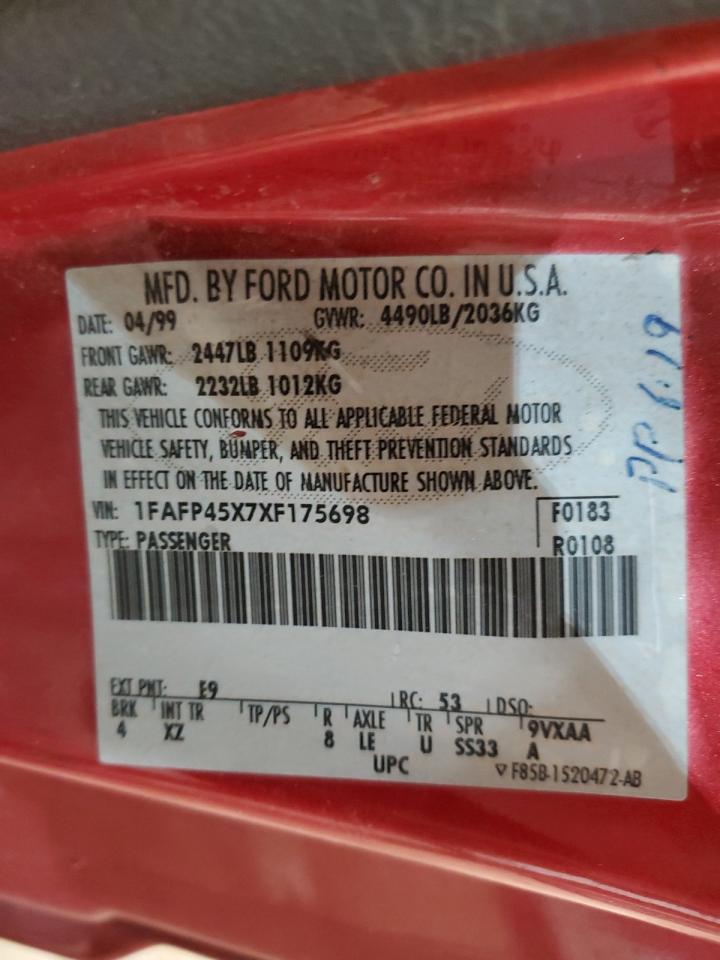 MFD. BY FORD MOTOR CO. IN U.S.A.
DATE: 04/99 GVWR: 4490LB/2036KG
FRONT GAWR: 2447LB 1109KG
REAR GAWR: 2232LB 1012KG
THIS VEHICLE CONFORMS TO ALL APPLICABLE FEDERAL MOTOR
VEHICLE SAFETY, BUMPER, AND THEFT PREVENTION STANDARDS
IN EFFECT ON THE DATE OF MANUFACTURE SHOWN ABOVE.
VIN: 1FAFP45X7XF175698 F0183
TYPE: PASSENGER R0108
EXT PNT: E9 RC: 53 DSO:
BRK INT TR TP/PS R AXLE TR SPR 9VXAA
4 XZ 8 LE U SS33 A
UPC ▽ F85B-1520472-AB